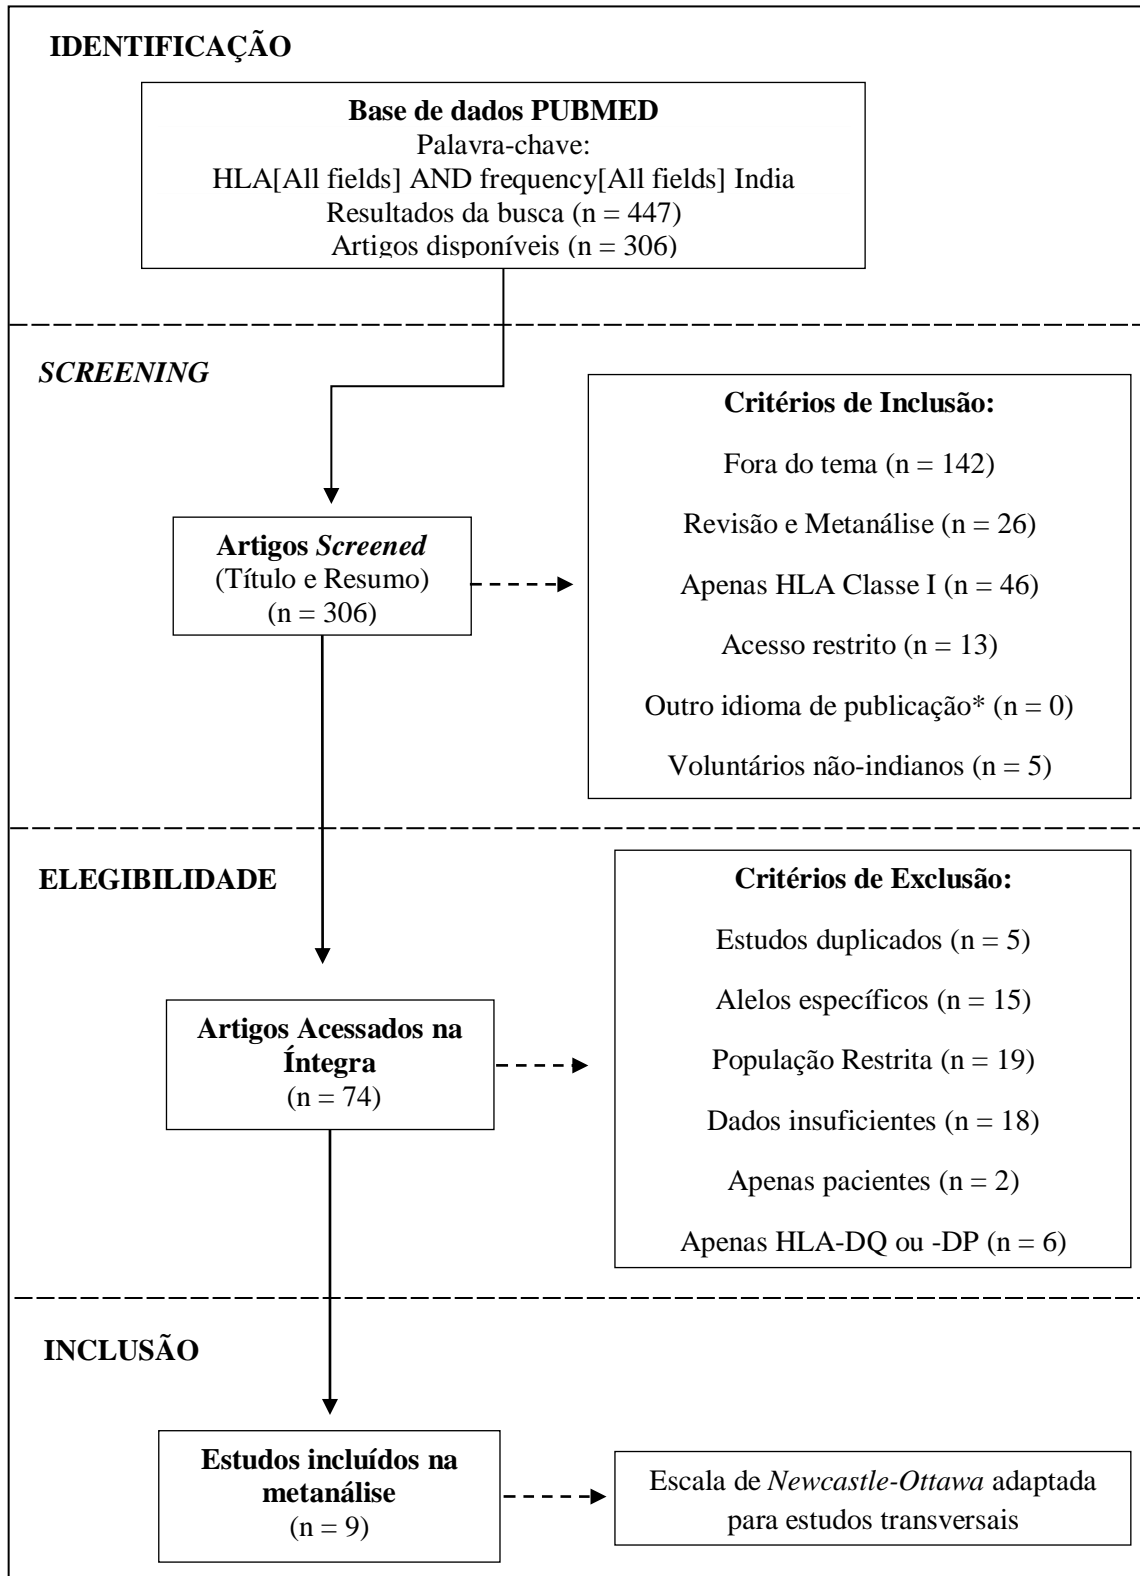 IDENTIFICAÇÃO
Base de dados PUBMED
Palavra-chave:
HLA[All fields] AND frequency[All fields] India
Resultados da busca (n = 447)
Artigos disponíveis (n = 306)
SCREENING
Artigos Screened
(Título e Resumo)
(n = 306)
Critérios de Inclusão:
Fora do tema (n = 142)
Revisão e Metanálise (n = 26)
Apenas HLA Classe I (n = 46)
Acesso restrito (n = 13)
Outro idioma de publicação* (n = 0)
Voluntários não-indianos (n = 5)
ELEGIBILIDADE
Artigos Acessados na
Íntegra
(n = 74)
Critérios de Exclusão:
Estudos duplicados (n = 5)
Alelos específicos (n = 15)
População Restrita (n = 19)
Dados insuficientes (n = 18)
Apenas pacientes (n = 2)
Apenas HLA-DQ ou -DP (n = 6)
INCLUSÃO
Estudos incluídos na
metanálise
(n = 9)
Escala de Newcastle-Ottawa adaptada
para estudos transversais